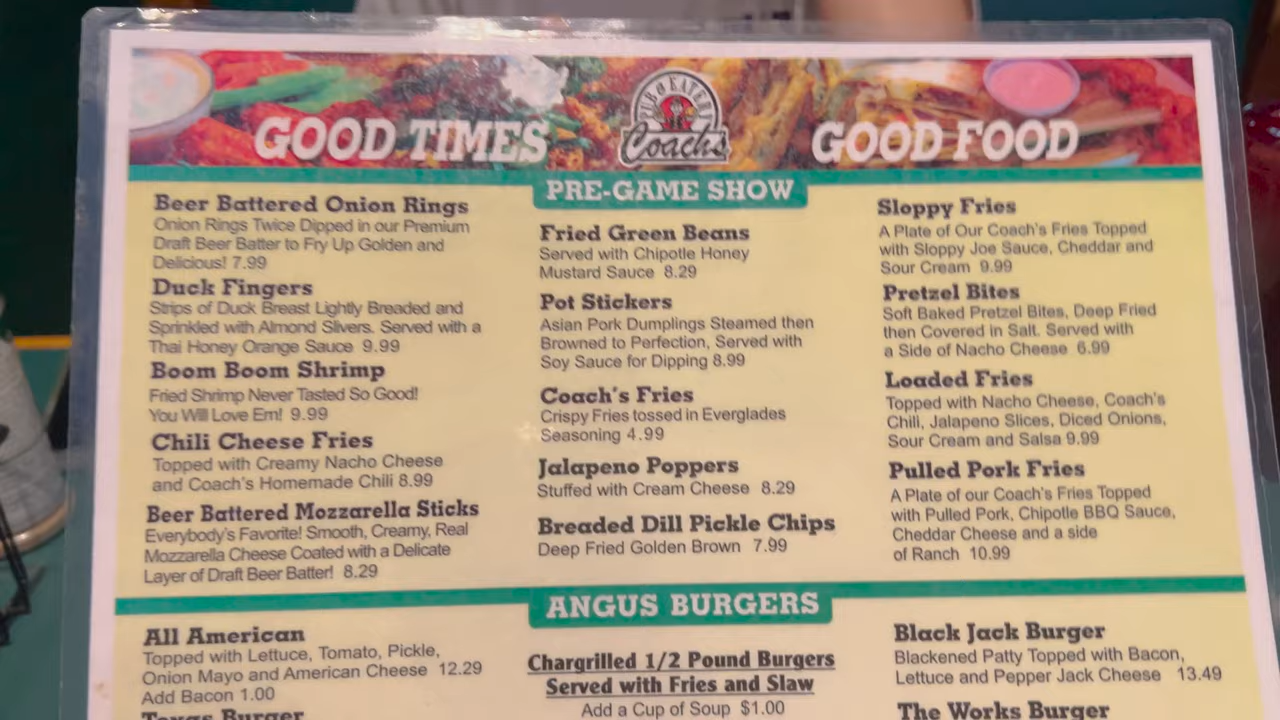 GOOD TIMES
PUB & EATERY
Coachs
GOOD FOOD
PRE-GAME SHOW
Beer Battered Onion Rings
Onion Rings Twice Dipped in our Premium
Draft Beer Batter to Fry Up Golden and
Delicious! 7.99
Duck Fingers
Strips of Duck Breast Lightly Breaded and
Sprinkled with Almond Slivers. Served with a
Thai Honey Orange Sauce 9.99
Boom Boom Shrimp
Fried Shrimp Never Tasted So Good!
You Will Love Em! 9.99
Chili Cheese Fries
Topped with Creamy Nacho Cheese
and Coach's Homemade Chili 8.99
Beer Battered Mozzarella Sticks
Everybody's Favorite! Smooth, Creamy, Real
Mozzarella Cheese Coated with a Delicate
Layer of Draft Beer Batter! 8.29
Fried Green Beans
Served with Chipotle Honey
Mustard Sauce 8.29
Pot Stickers
Asian Pork Dumplings Steamed then
Browned to Perfection, Served with
Soy Sauce for Dipping 8.99
Coach's Fries
Crispy Fries tossed in Everglades
Seasoning 4.99
Jalapeno Poppers
Stuffed with Cream Cheese 8.29
Breaded Dill Pickle Chips
Deep Fried Golden Brown 7.99
Sloppy Fries
A Plate of Our Coach's Fries Topped
with Sloppy Joe Sauce, Cheddar and
Sour Cream 9.99
Pretzel Bites
Soft Baked Pretzel Bites, Deep Fried
then Covered in Salt. Served with
a Side of Nacho Cheese 6.99
Loaded Fries
Topped with Nacho Cheese, Coach's
Chili, Jalapeno Slices, Diced Onions,
Sour Cream and Salsa 9.99
Pulled Pork Fries
A Plate of our Coach's Fries Topped
with Pulled Pork, Chipotle BBQ Sauce,
Cheddar Cheese and a side
of Ranch 10.99
ANGUS BURGERS
All American
Topped with Lettuce, Tomato, Pickle,
Onion Mayo and American Cheese 12.29
Add Bacon 1.00
Texas Burger
Chargrilled 1/2 Pound Burgers
Served with Fries and Slaw
Add a Cup of Soup $1.00
Black Jack Burger
Blackened Patty Topped with Bacon,
Lettuce and Pepper Jack Cheese 13.49
The Works Burger